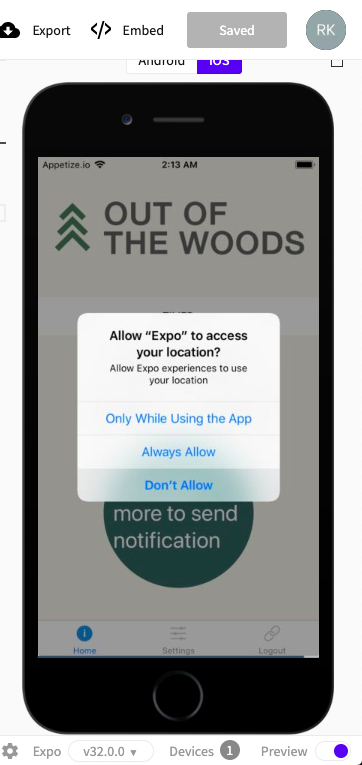 Export
Embed
Saved
RK
Android
iOS
Appetize.io
2:13 AM
OUT OF
THE WOODS
Allow “Expo” to access
your location?
Allow Expo experiences to use
your location
Only While Using the App
Always Allow
Don’t Allow
more to send
notification
Home
Settings
Logout
Expo
v32.0.0
Devices
1
Preview